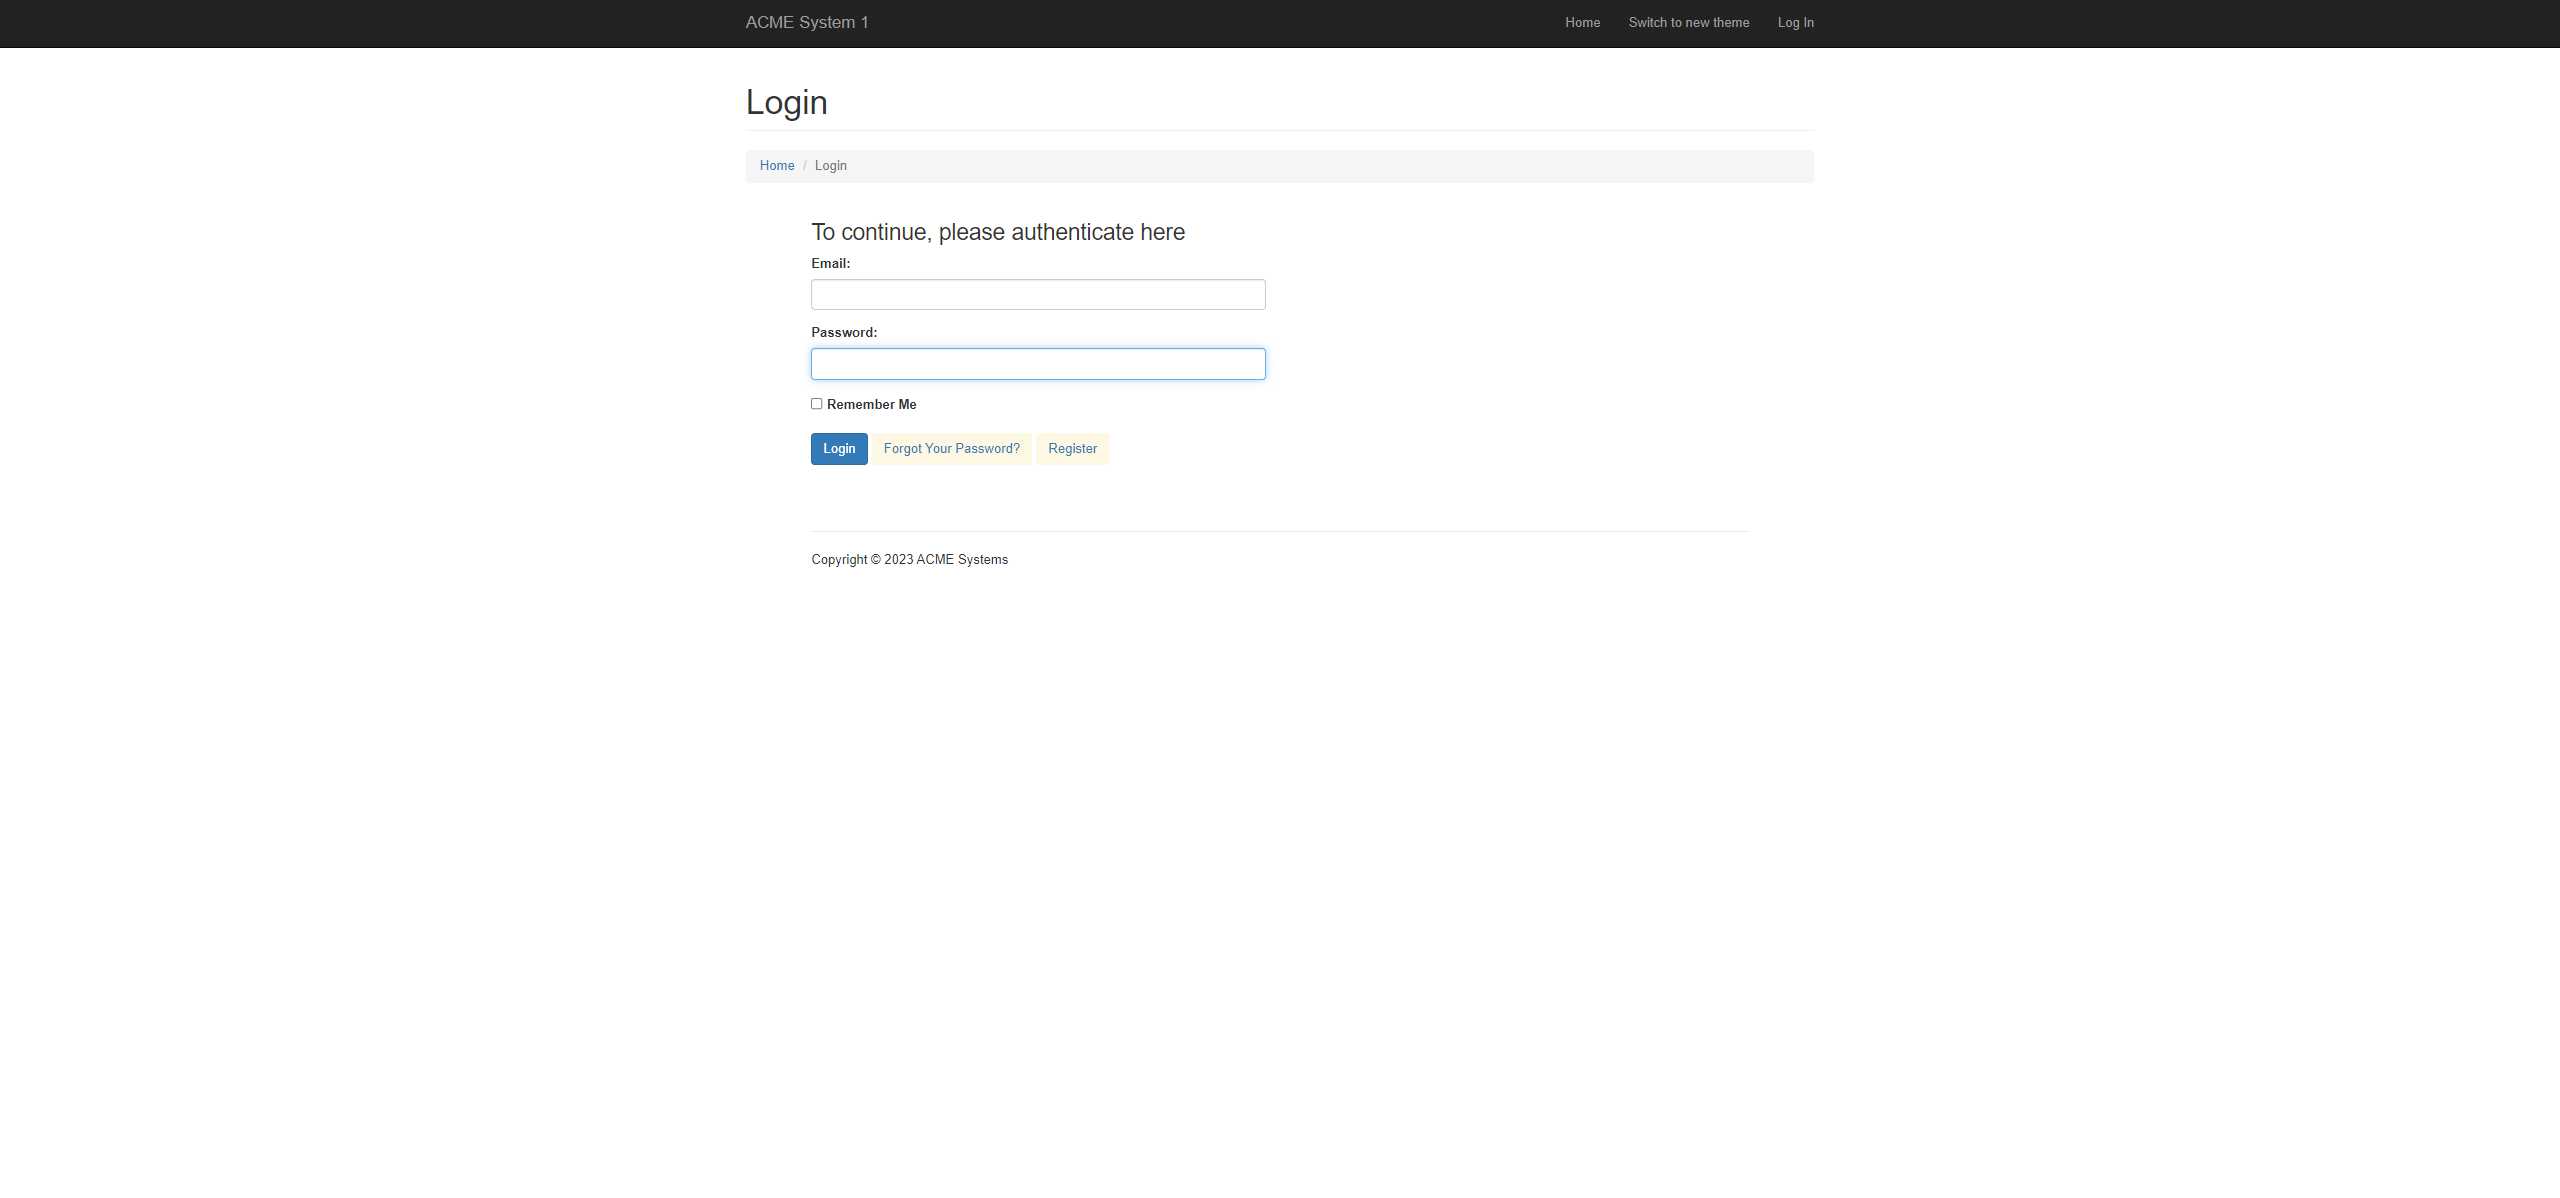 ACME System 1 Home Switch to new theme Log In
Login
Home / Login
To continue, please authenticate here
Email:
Password:
Remember Me
Login Forgot Your Password? Register
Copyright © 2023 ACME Systems